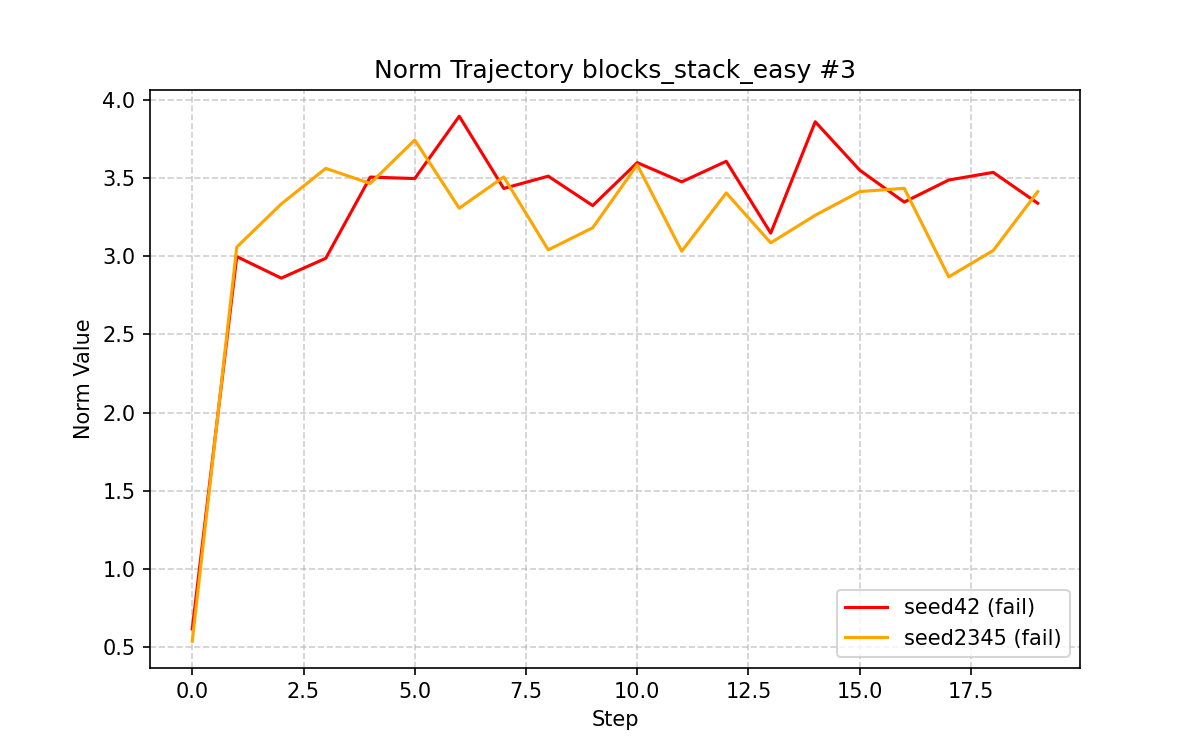 Norm Trajectory blocks_stack_easy #3
4.0
3.5
3.0
2.5
2.0
1.5
1.0
0.5
Norm Value
0.0 2.5 5.0 7.5 10.0 12.5 15.0 17.5
Step
seed42 (fail)
seed2345 (fail)